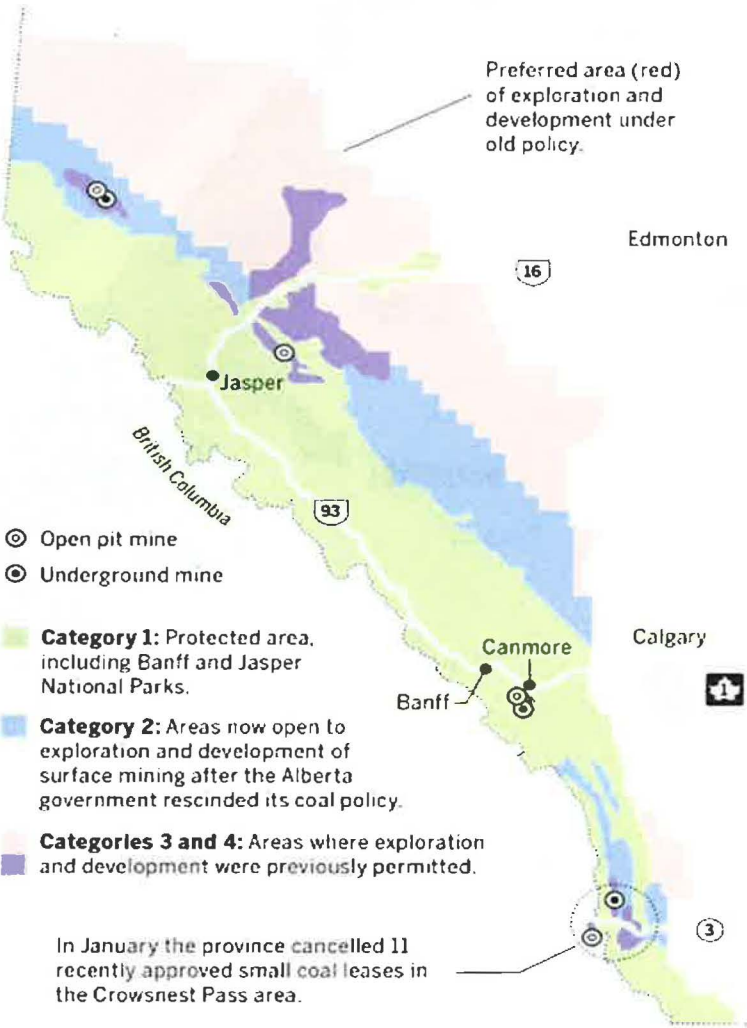 Preferred area (red)
of exploration and
development under
old policy.
Edmonton
16
Jasper
British Columbia
93
Open pit mine
Underground mine
Category 1: Protected area,
including Banff and Jasper
National Parks.
Canmore
Calgary
1
Banff
Category 2: Areas now open to
exploration and development of
surface mining after the Alberta
government rescinded its coal policy.
Categories 3 and 4: Areas where exploration
and development were previously permitted.
3
In January the province cancelled 11
recently approved small coal leases in
the Crowsnest Pass area.